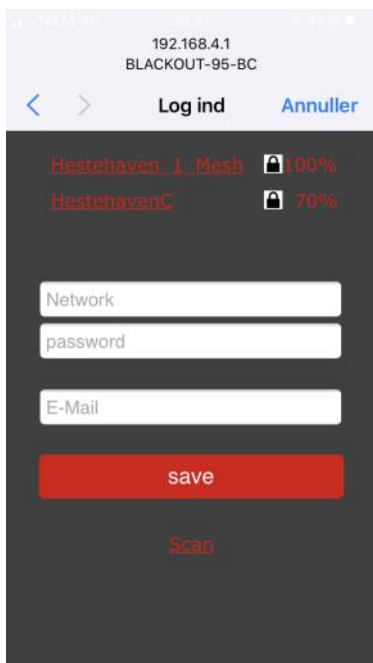 192.168.4.1
BLACKOUT-95-BC
Log ind
Annuller
Hestehaven_1_Mesh 100%
HestehavenC 70%
Network
password
E-Mail
save
Scan